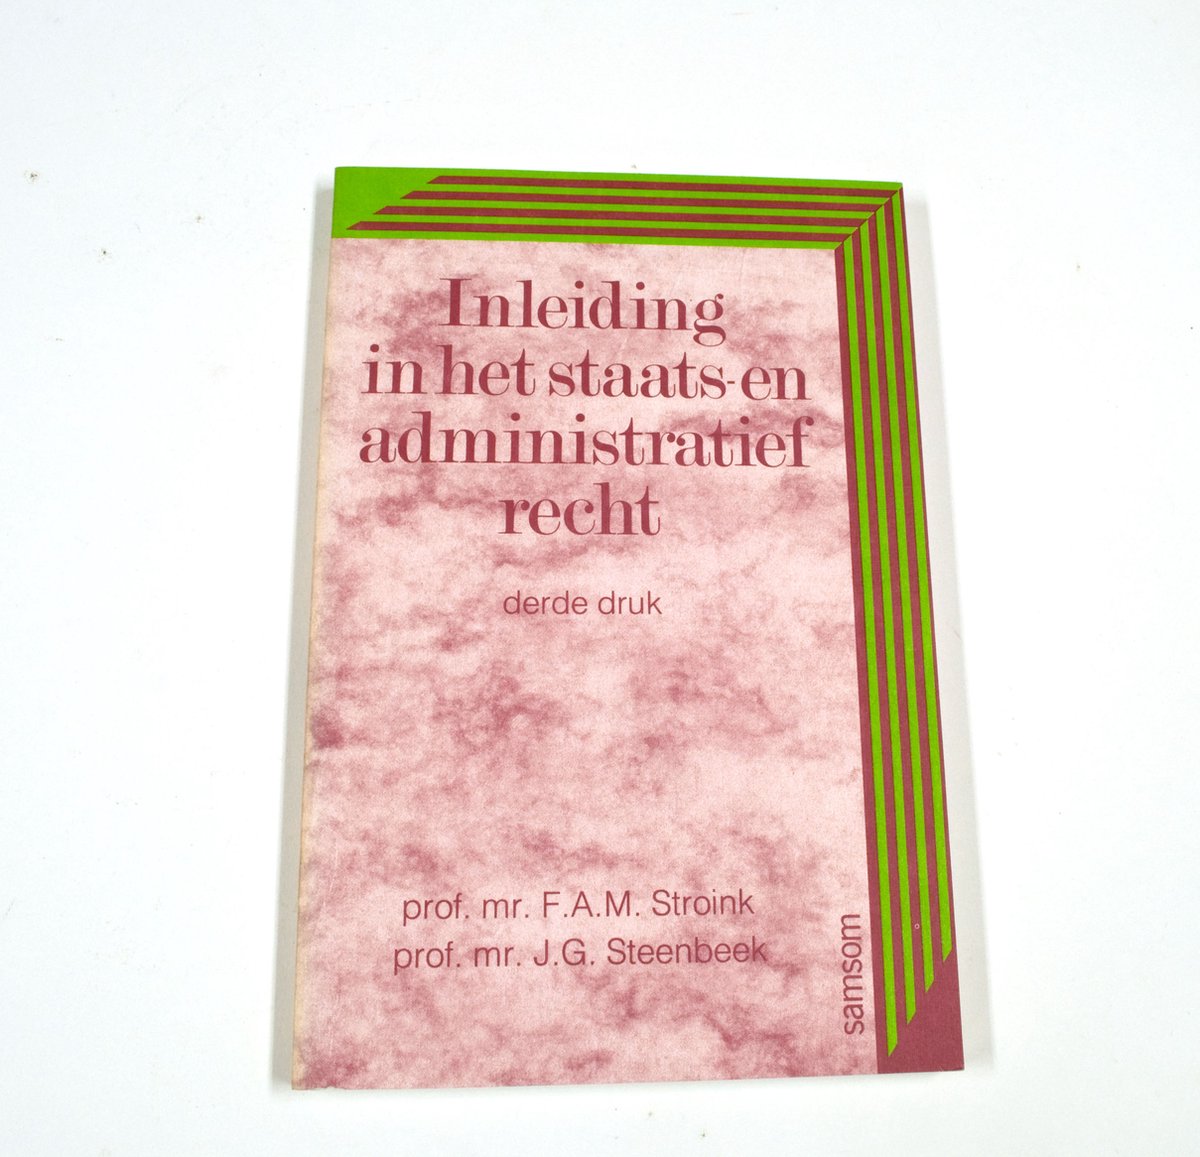 Inleiding
in het staats- en
administratief
recht
derde druk
prof. mr. F.A.M. Stroink
prof. mr. J.G. Steenbeek
samsom